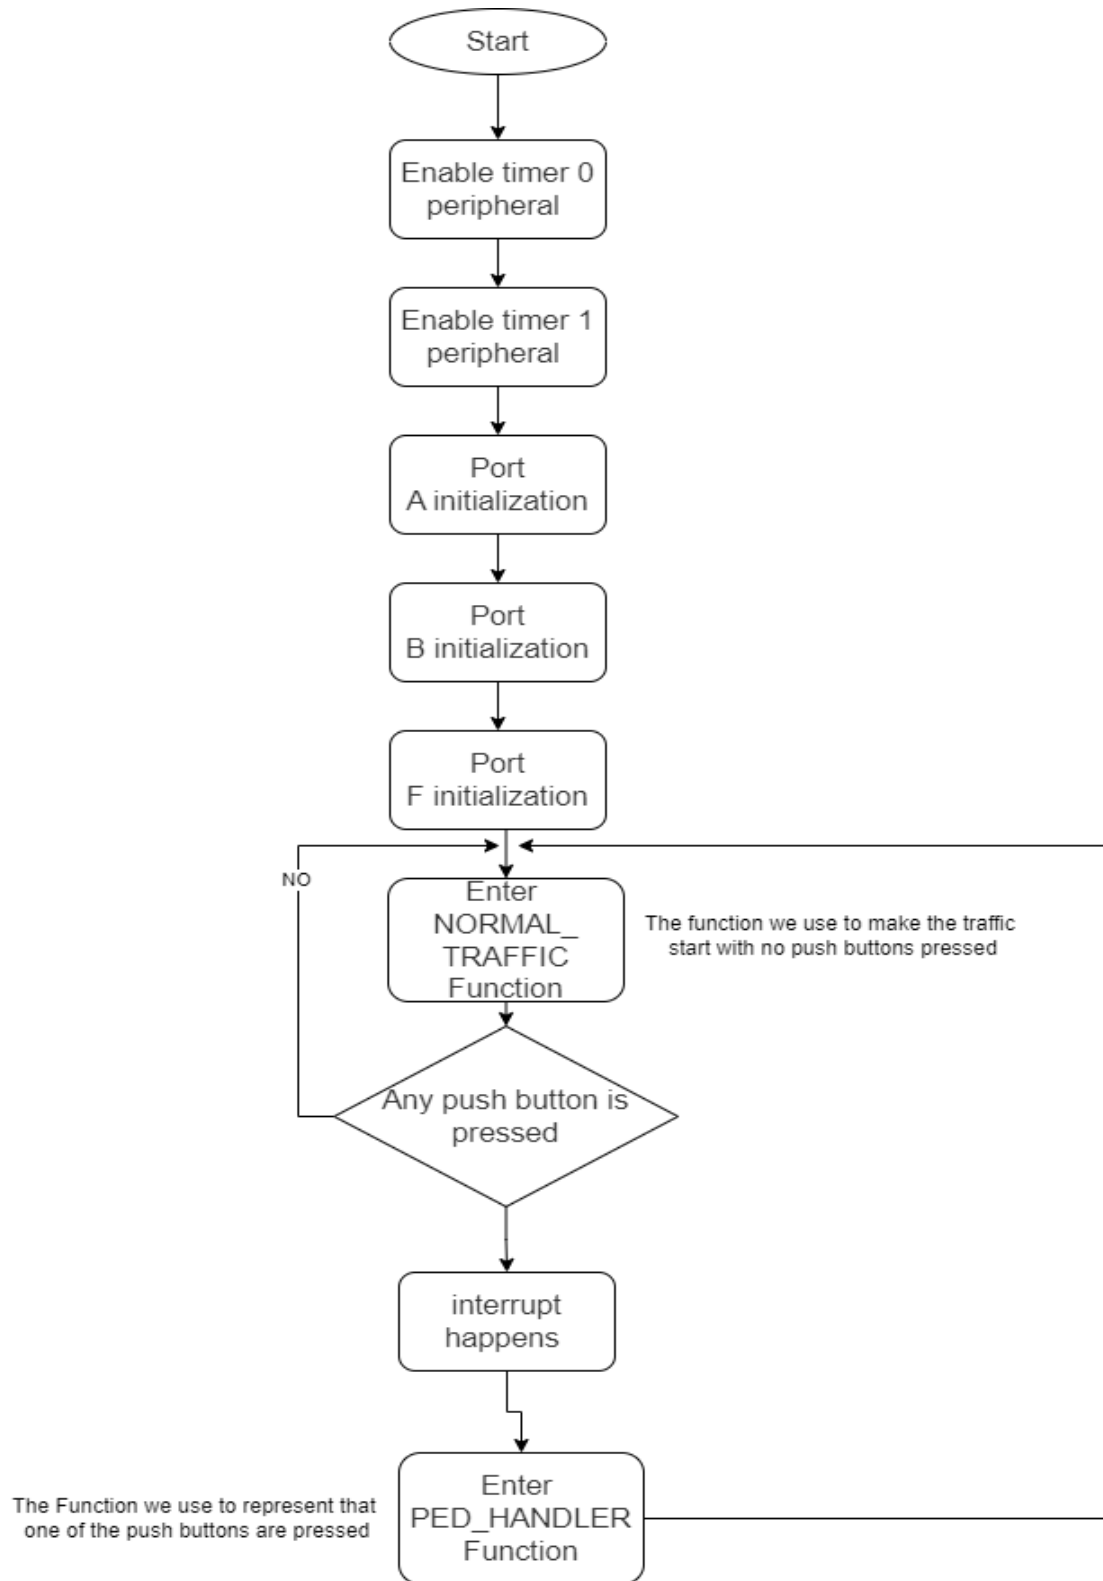 Start
Enable timer 0
peripheral
Enable timer 1
peripheral
Port
A initialization
Port
B initialization
Port
F initialization
NO
Enter
NORMAL_
TRAFFIC
Function
The function we use to make the traffic
start with no push buttons pressed
Any push button is
pressed
interrupt
happens
The Function we use to represent that
one of the push buttons are pressed
Enter
PED_HANDLER
Function